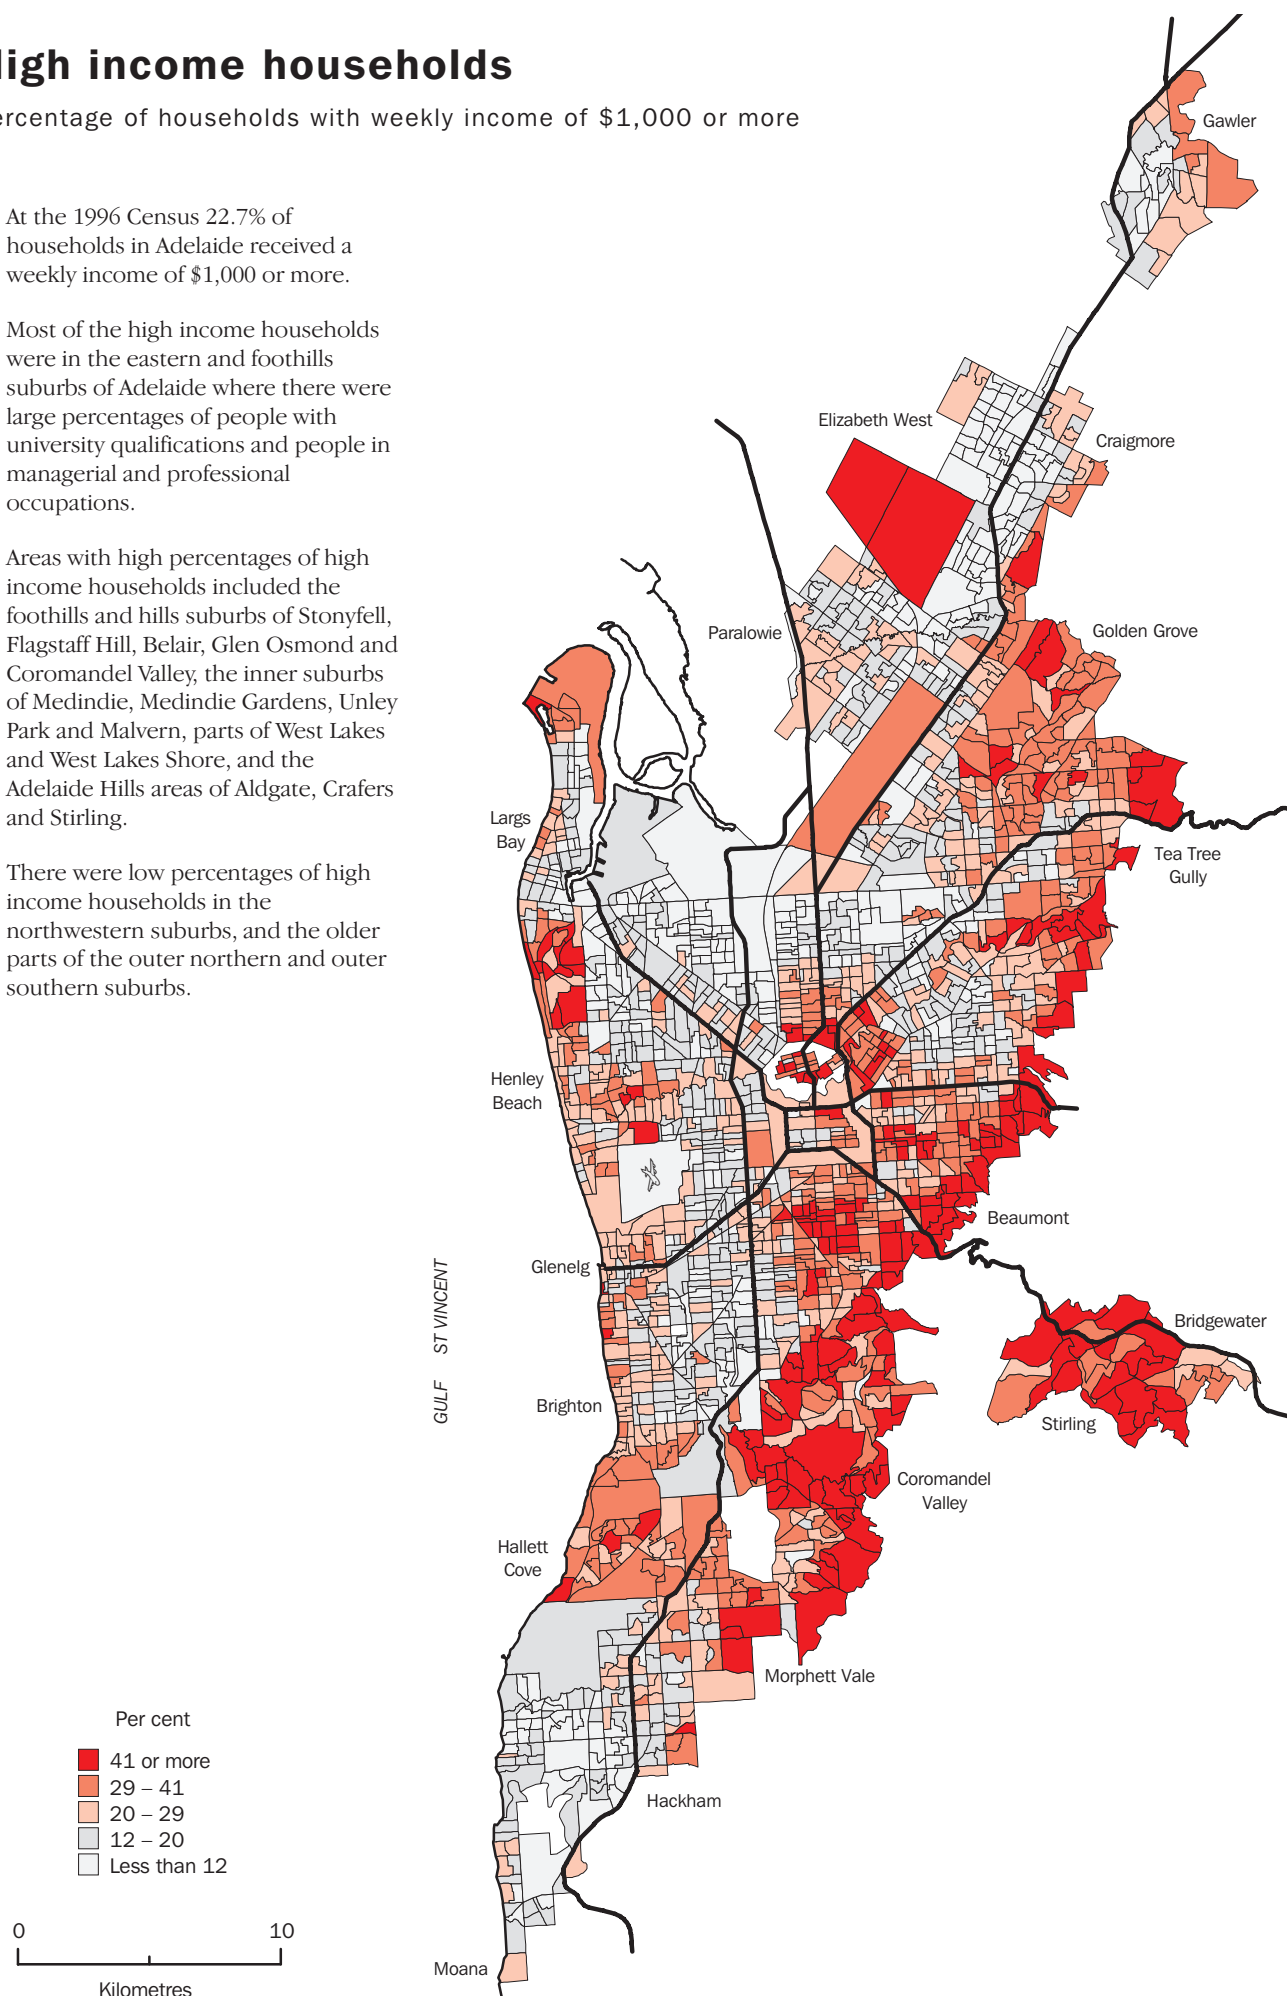 High income households
ercentage of households with weekly income of $1,000 or more
At the 1996 Census 22.7% of
households in Adelaide received a
weekly income of $1,000 or more.
Most of the high income households
were in the eastern and foothills
suburbs of Adelaide where there were
large percentages of people with
university qualifications and people in
managerial and professional
occupations.
Areas with high percentages of high
income households included the
foothills and hills suburbs of Stonyfell,
Flagstaff Hill, Belair, Glen Osmond and
Coromandel Valley, the inner suburbs
of Medindie, Medindie Gardens, Unley
Park and Malvern, parts of West Lakes
and West Lakes Shore, and the
Adelaide Hills areas of Aldgate, Crafers
and Stirling.
There were low percentages of high
income households in the
northwestern suburbs, and the older
parts of the outer northern and outer
southern suburbs.
Gawler
Elizabeth West
Craigmore
Paralowie
Golden Grove
Largs
Bay
Tea Tree
Gully
Henley
Beach
Beaumont
Glenelg
GULF ST VINCENT
Bridgewater
Brighton
Stirling
Coromandel
Valley
Hallett
Cove
Morphett Vale
Hackham
Moana
Per cent
41 or more
29 – 41
20 – 29
12 – 20
Less than 12
0 10
Kilometres